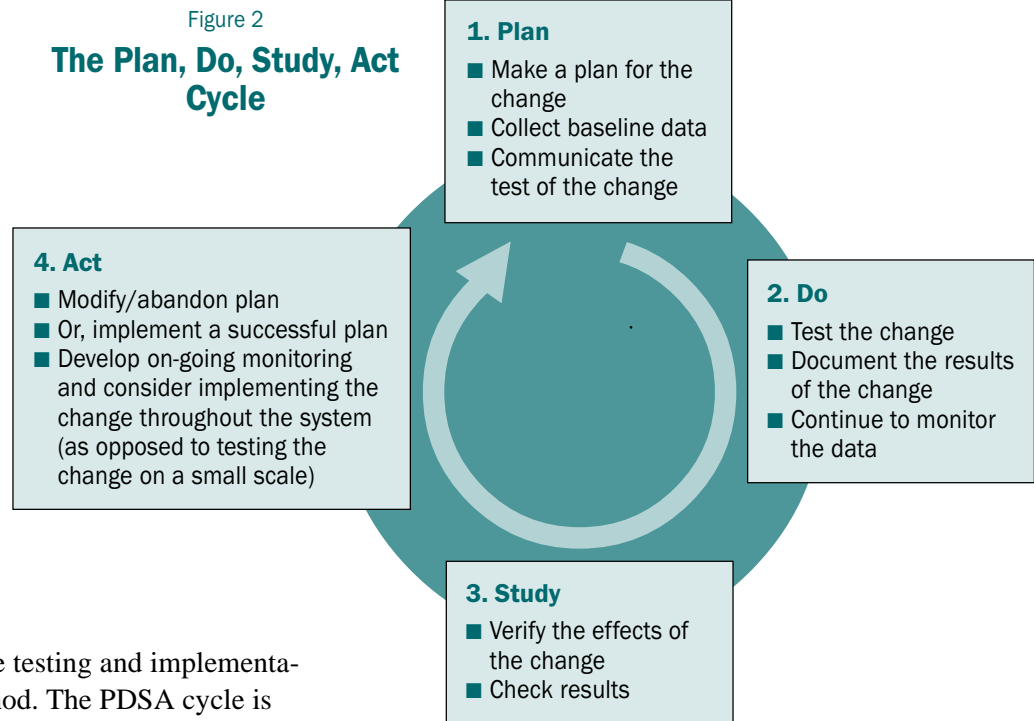 Figure 2
The Plan, Do, Study, Act
Cycle
1. Plan
■ Make a plan for the
change
■ Collect baseline data
■ Communicate the
test of the change
2. Do
■ Test the change
■ Document the results
of the change
■ Continue to monitor
the data
3. Study
■ Verify the effects of
the change
■ Check results
4. Act
■ Modify/abandon plan
■ Or, implement a successful plan
■ Develop on-going monitoring
and consider implementing the
change throughout the system
(as opposed to testing the
change on a small scale)
testing and implementa-
The PDSA cycle is